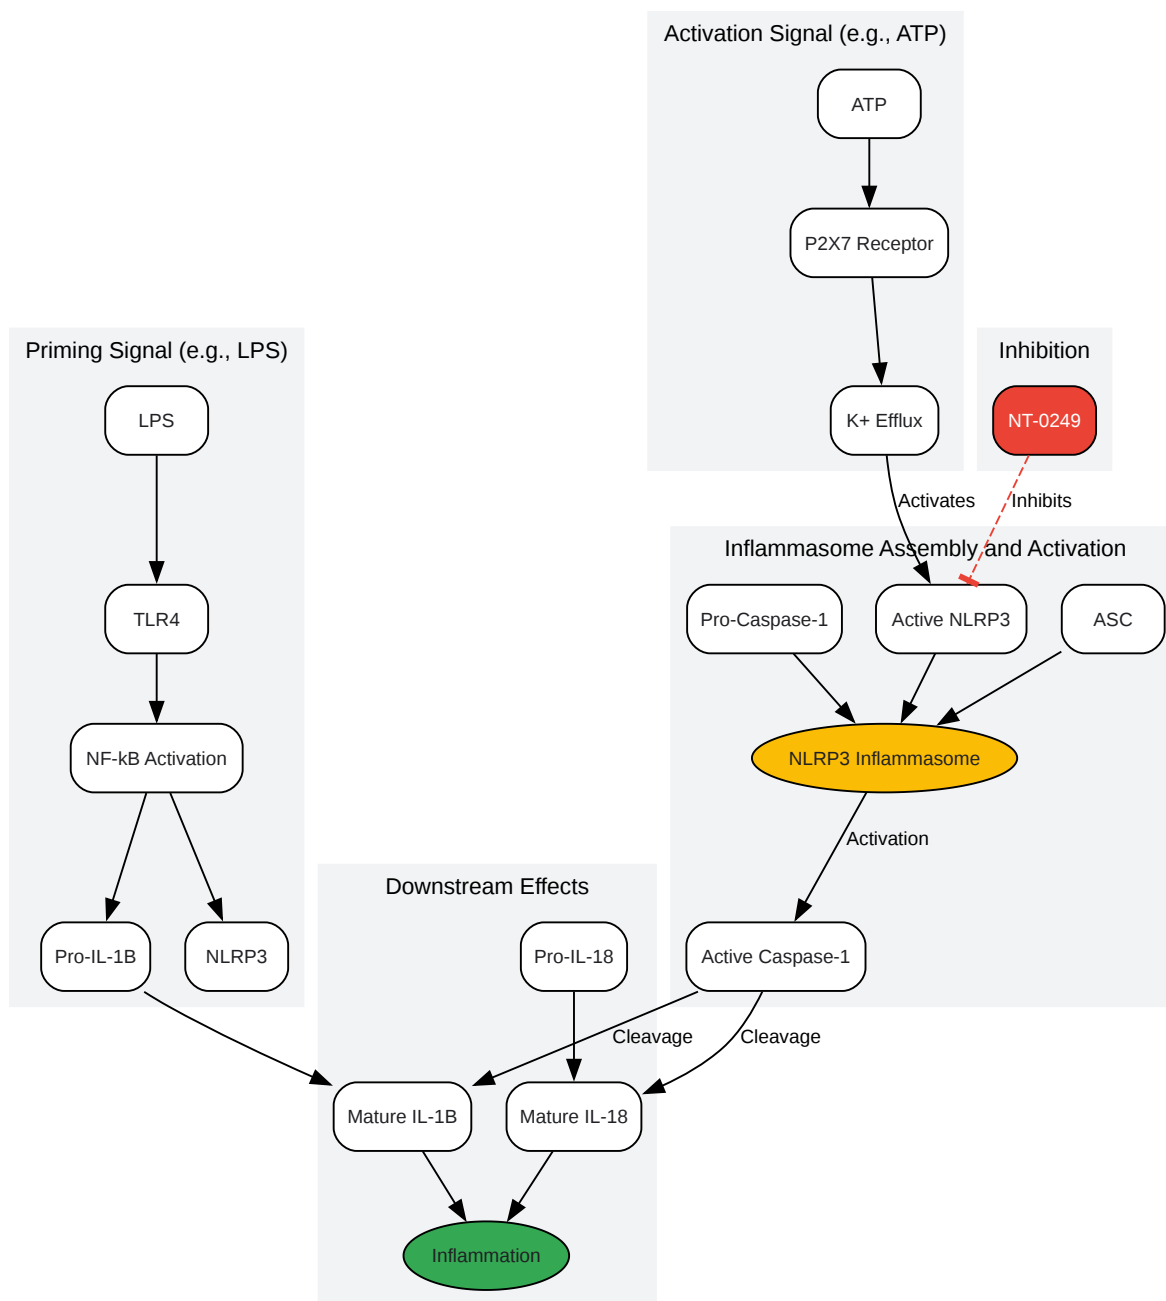 Activation Signal (e.g., ATP)
ATP
P2X7 Receptor
Priming Signal (e.g., LPS)
Inhibition
LPS
K+ Efflux
NT-0249
Activates
Inhibits
Inflammasome Assembly and Activation
TLR4
Pro-Caspase-1
Active NLRP3
ASC
NF-kB Activation
NLRP3 Inflammasome
Activation
Downstream Effects
Pro-IL-1B
NLRP3
Pro-IL-18
Active Caspase-1
Cleavage
Cleavage
Mature IL-1B
Mature IL-18
Inflammation